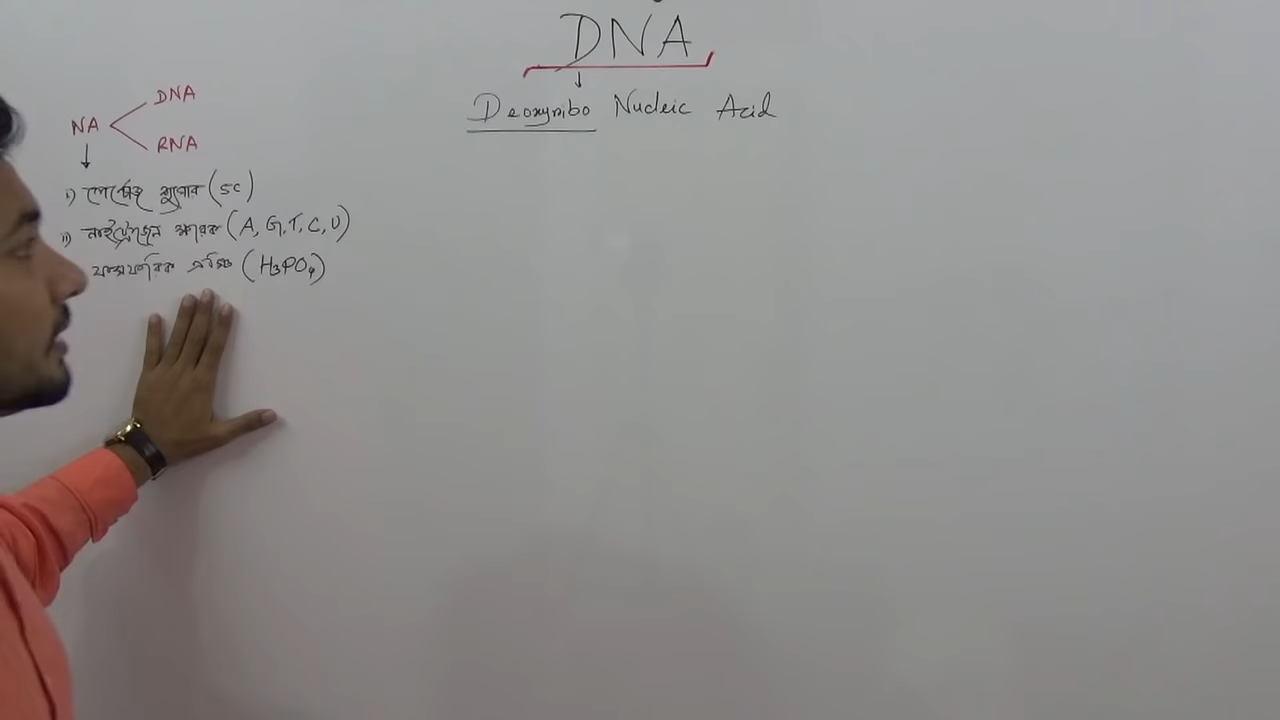 DNA
Deoxyribo Nucleic Acid
NA
DNA
RNA
i) পেন্টোজ স্যুগার (5C)
ii) নাইট্রোজেন ক্ষারক (A, G, T, C, U)
ফসফরিক এসিড (H3PO4)